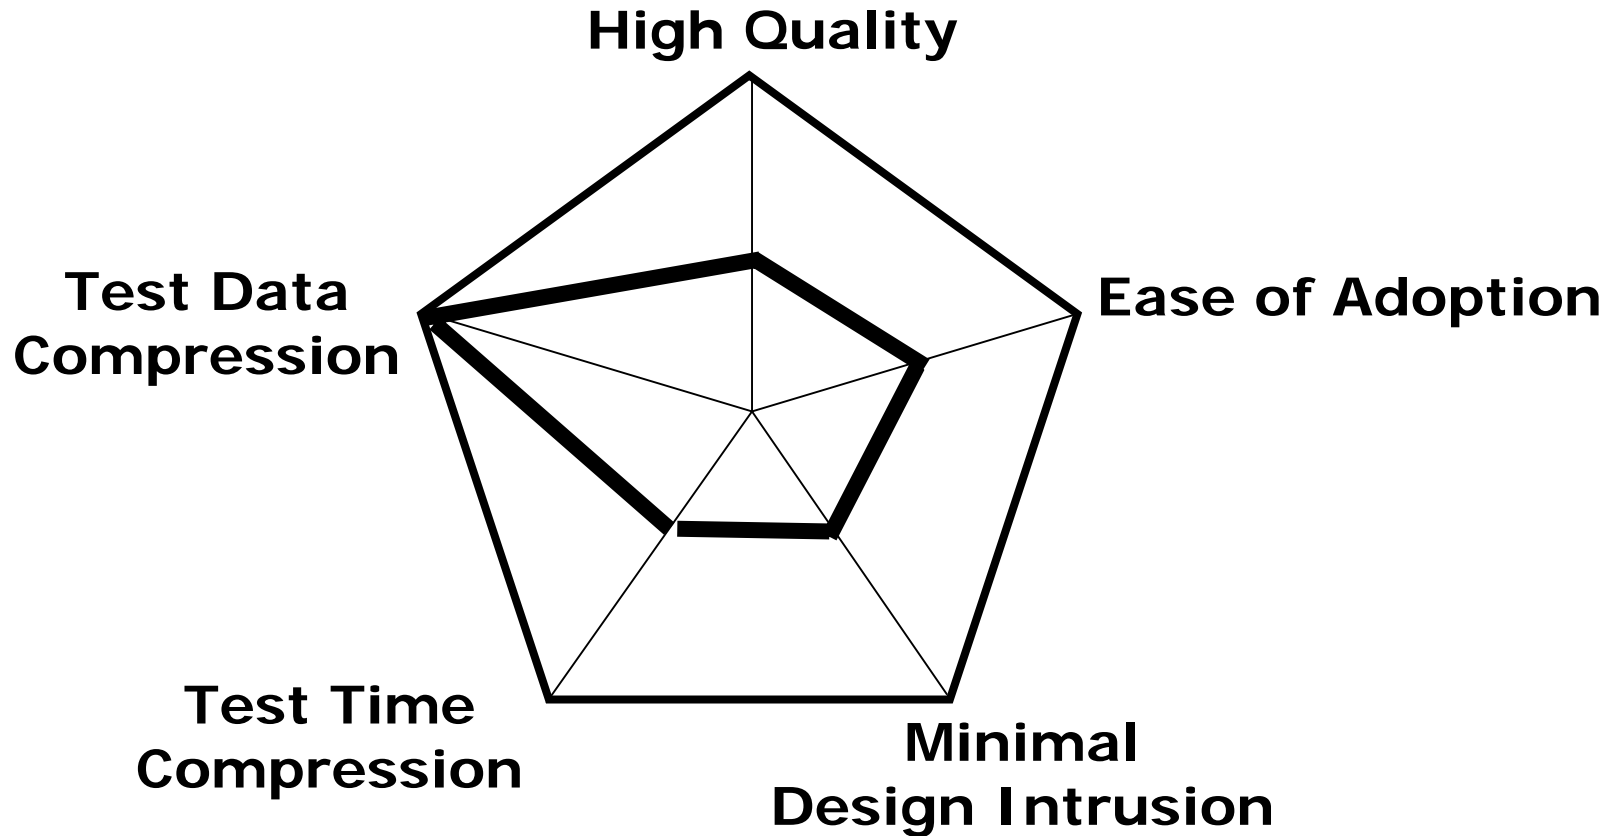 High Quality
Test Data
Compression
Ease of Adoption
Test Time
Compression
Minimal
Design Intrusion